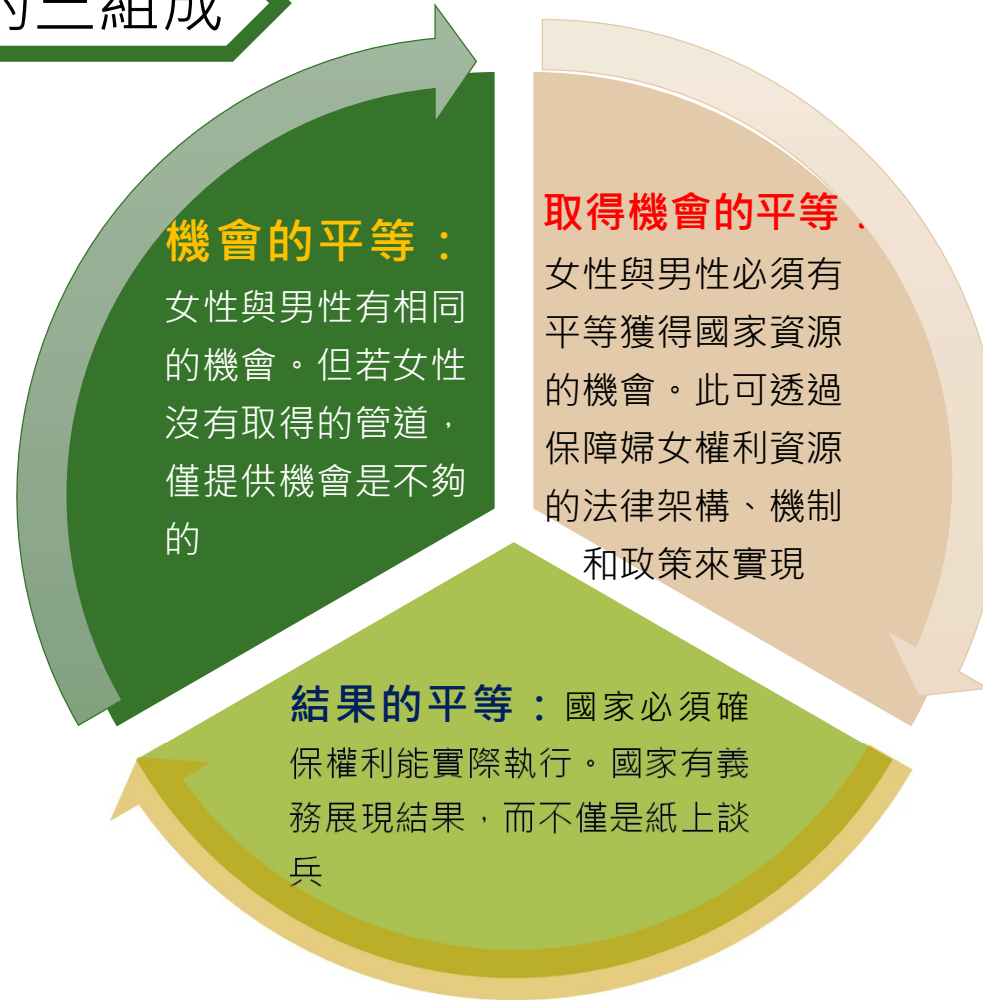 的三組成
機會的平等：
女性與男性有相同
的機會。但若女性
沒有取得的管道，
僅提供機會是不夠
的
取得機會的平等：
女性與男性必須有
平等獲得國家資源
的機會。此可透過
保障婦女權利資源
的法律架構、機制
和政策來實現
結果的平等：國家必須確
保權利能實際執行。國家有義
務展現結果，而不僅是紙上談
兵